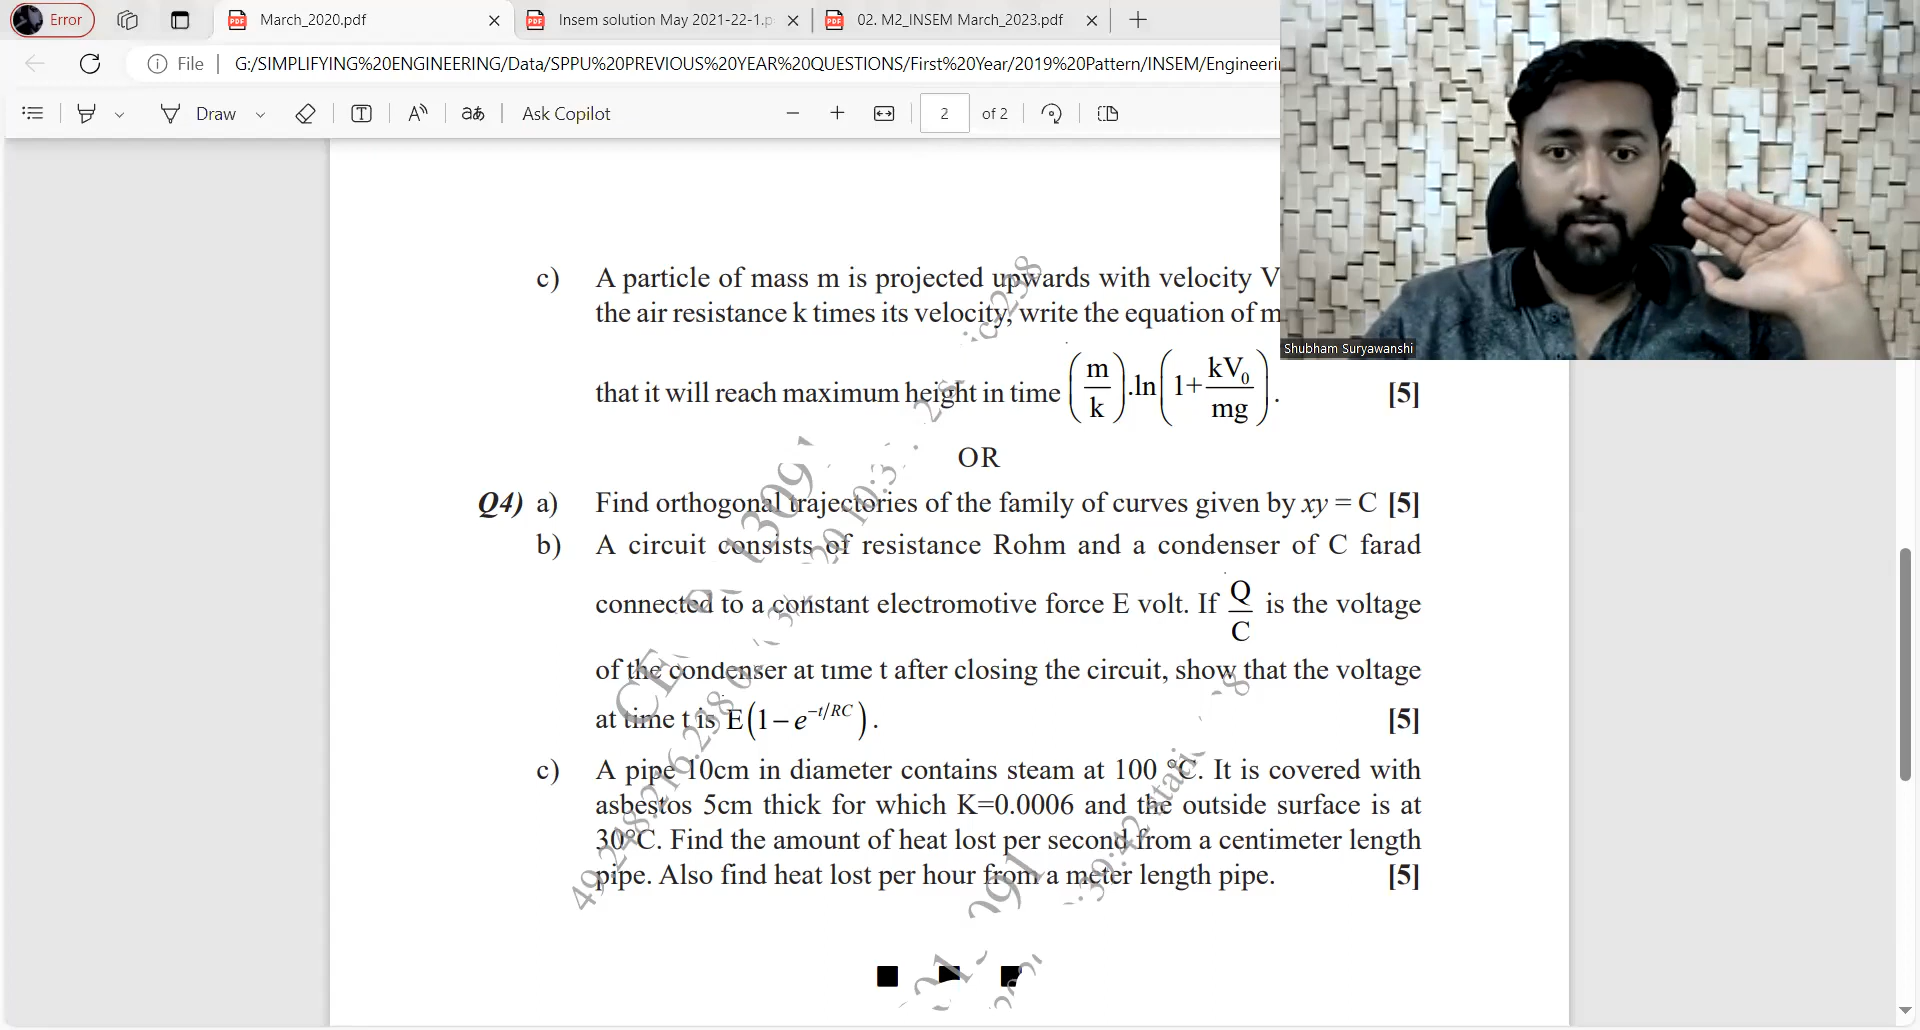 Error
March_2020.pdf
Insem solution May 2021-22-1.p
02. M2_INSEM March_2023.pdf
File
G:/SIMPLIFYING%20ENGINEERING/Data/SPPU%20PREVIOUS%20YEAR%20QUESTIONS/First%20Year/2019%20Pattern/INSEM/Engineerin
Draw
Ask Copilot
2
of 2
Shubham Suryawanshi
c) A particle of mass m is projected upwards with velocity V
the air resistance k times its velocity, write the equation of m
that it will reach maximum height in time (m/k).ln(1+kV₀/mg). [5]
OR
Q4) a) Find orthogonal trajectories of the family of curves given by xy = C [5]
b) A circuit consists of resistance Rohm and a condenser of C farad
connected to a constant electromotive force E volt. If Q/C is the voltage
of the condenser at time t after closing the circuit, show that the voltage
at time t is E(1−e^{−t/RC}). [5]
c) A pipe 10cm in diameter contains steam at 100 °C. It is covered with
asbestos 5cm thick for which K=0.0006 and the outside surface is at
30°C. Find the amount of heat lost per second from a centimeter length
pipe. Also find heat lost per hour from a meter length pipe. [5]